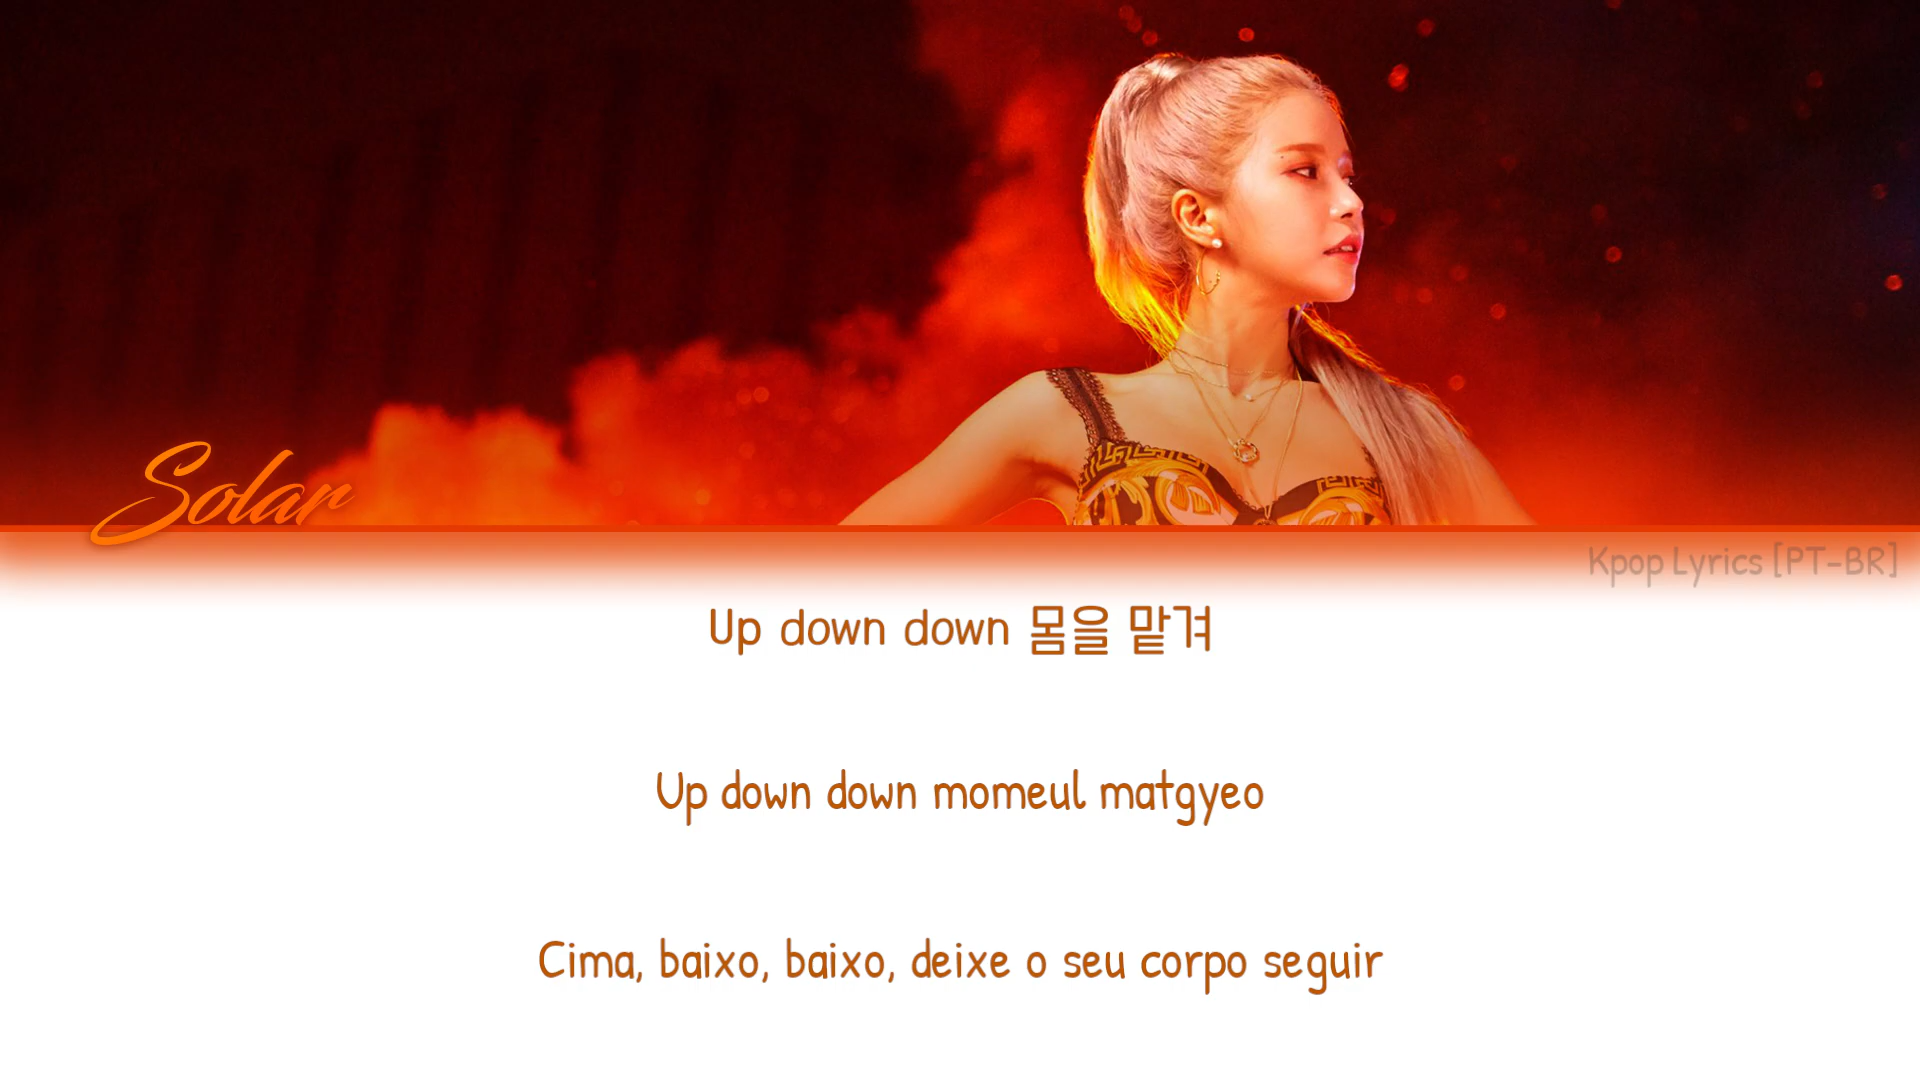 Solar
Kpop Lyrics [PT-BR]
Up down down 몸을 맡겨
Up down down momeul matgyeo
Cima, baixo, baixo, deixe o seu corpo seguir